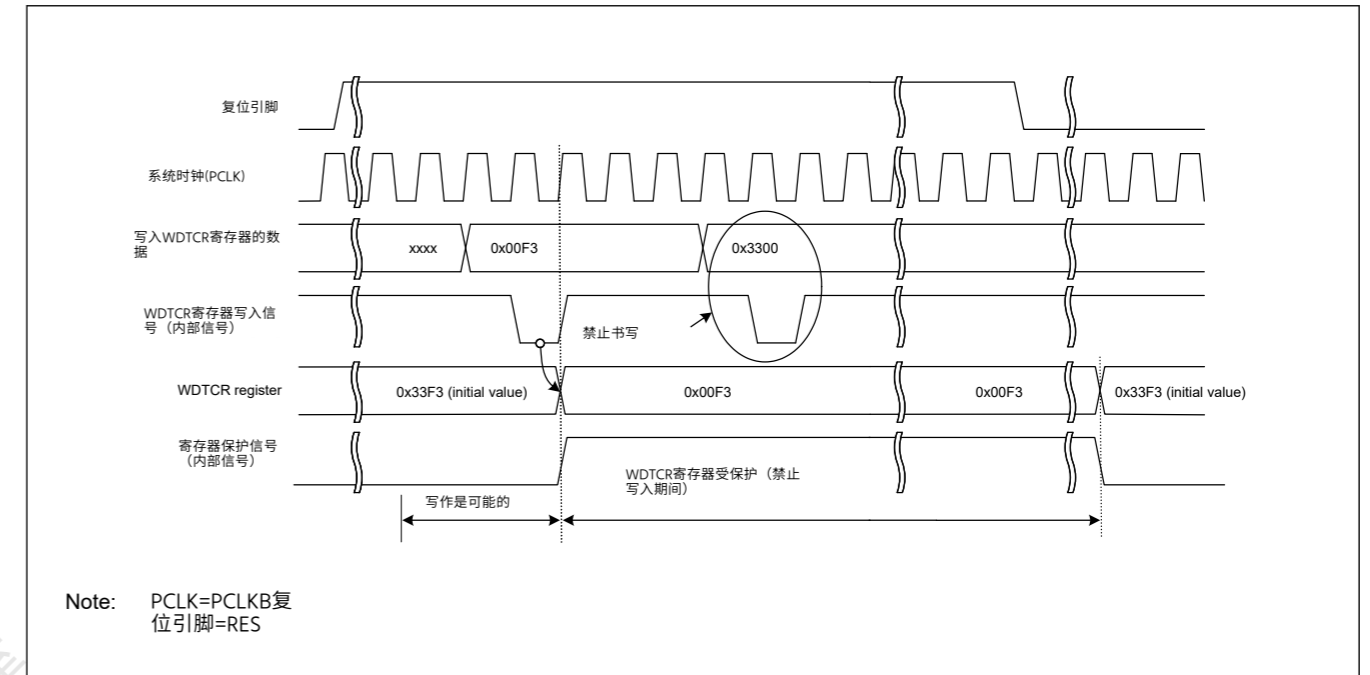 复位引脚
系统时钟(PCLK)
写入WDTCR寄存器的数
据
xxxx
0x00F3
0x3300
WDTCR寄存器写入信
号（内部信号）
禁止书写
WDTCR register
0x33F3 (initial value)
0x00F3
0x00F3
0x33F3 (initial value)
寄存器保护信号
（内部信号）
WDTCR寄存器受保护（禁止
写入期间）
写作是可能的
Note: PCLK=PCLKB复
位引脚=RES